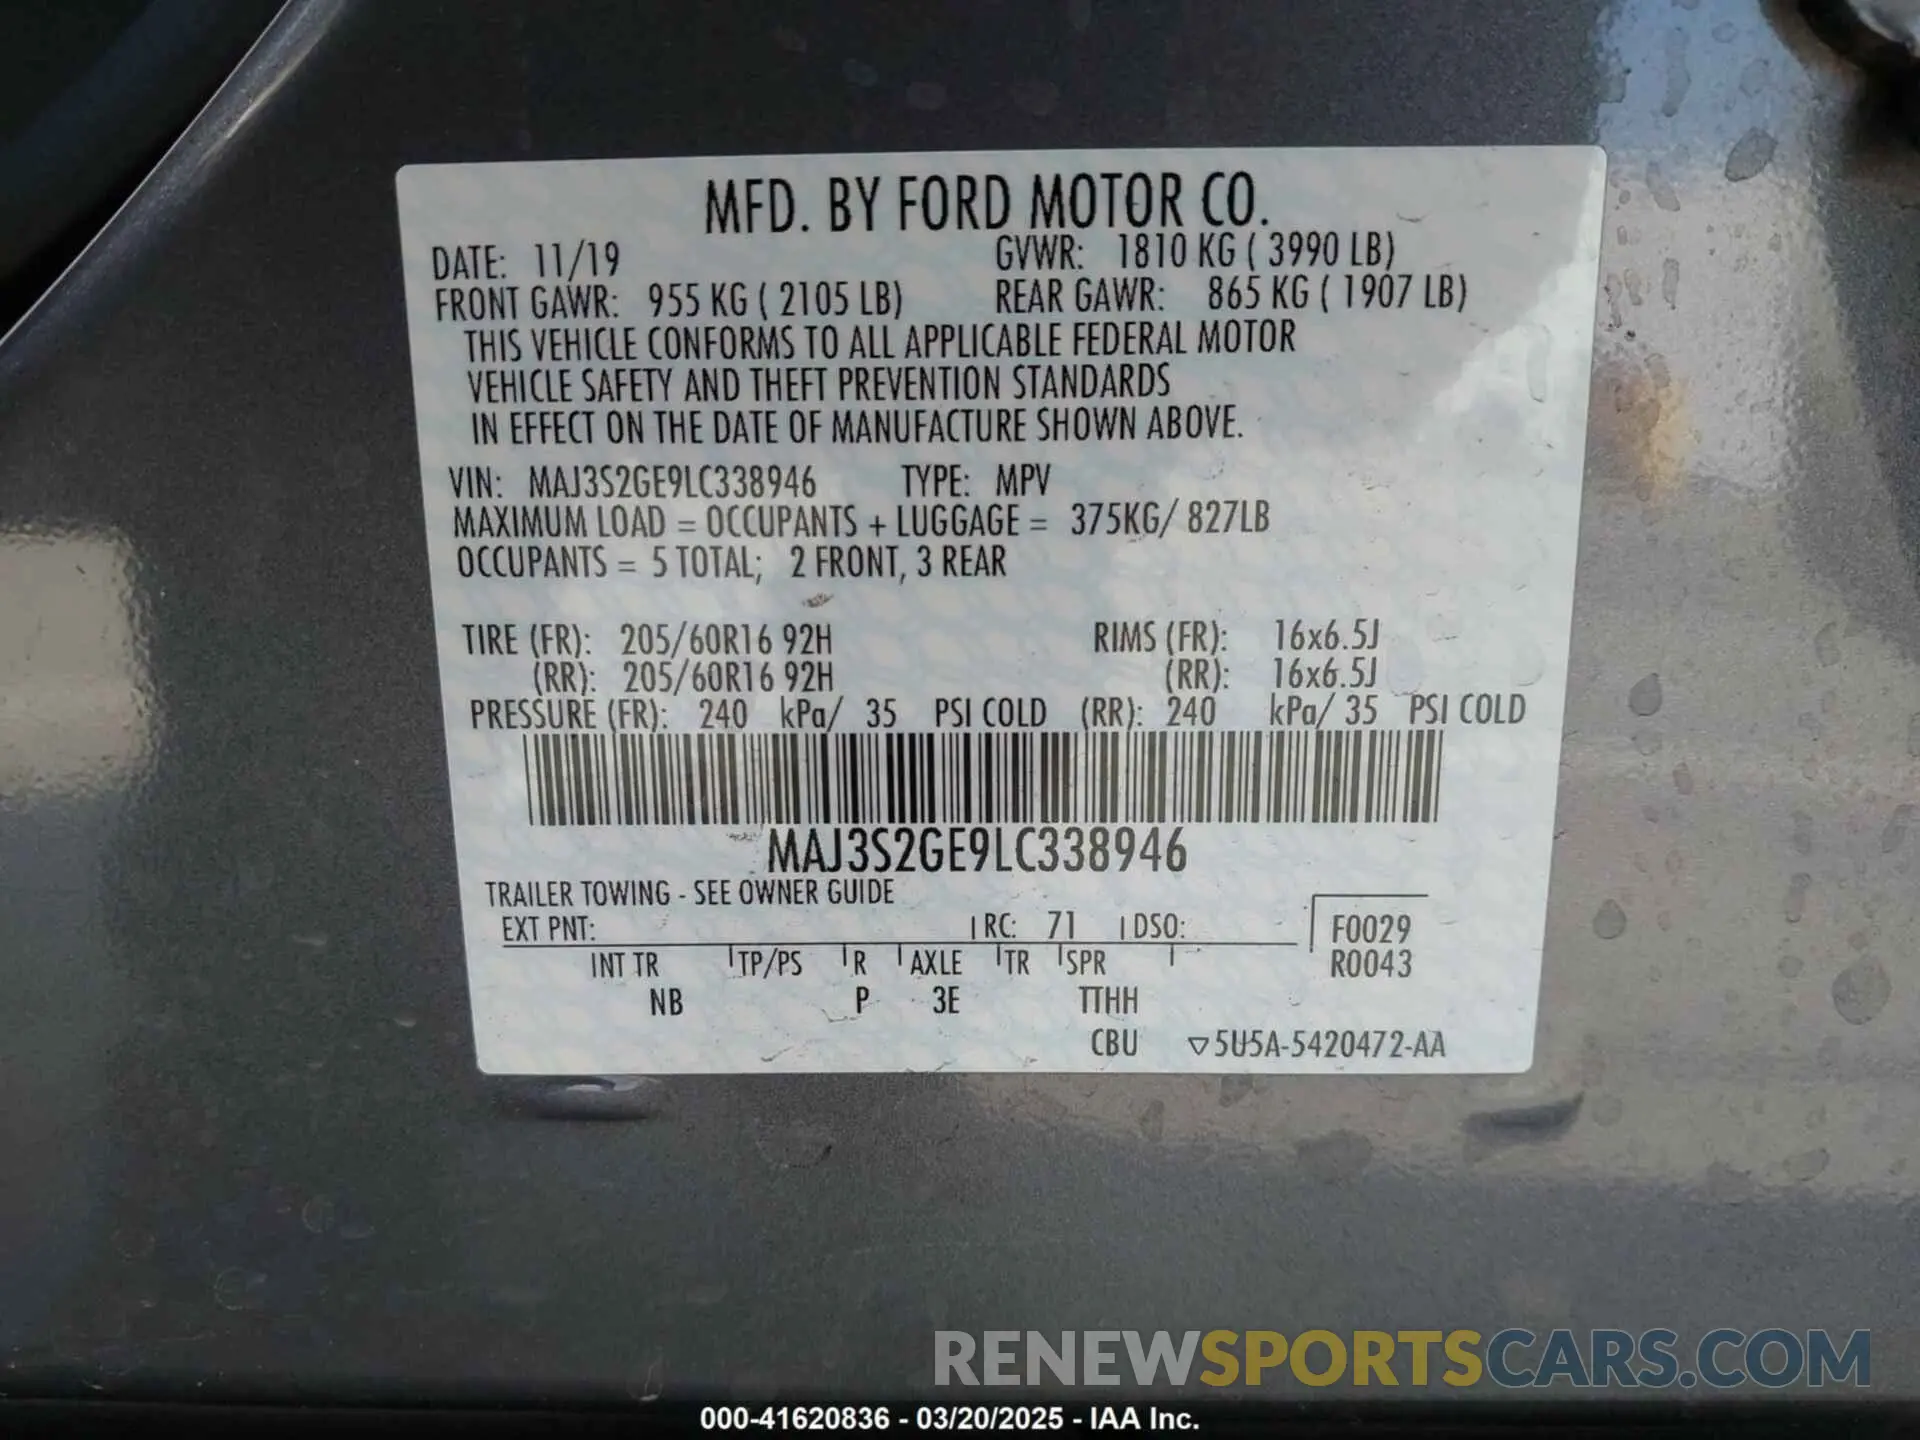 MFD. BY FORD MOTOR CO.
DATE: 11/19 GVWR: 1810 KG ( 3990 LB)
FRONT GAWR: 955 KG ( 2105 LB) REAR GAWR: 865 KG ( 1907 LB)
THIS VEHICLE CONFORMS TO ALL APPLICABLE FEDERAL MOTOR
VEHICLE SAFETY AND THEFT PREVENTION STANDARDS
IN EFFECT ON THE DATE OF MANUFACTURE SHOWN ABOVE.
VIN: MAJ3S2GE9LC338946 TYPE: MPV
MAXIMUM LOAD = OCCUPANTS + LUGGAGE = 375KG/ 827LB
OCCUPANTS = 5 TOTAL; 2 FRONT, 3 REAR
TIRE (FR): 205/60R16 92H RIMS (FR): 16x6.5J
(RR): 205/60R16 92H (RR): 16x6.5J
PRESSURE (FR): 240 kPa/ 35 PSI COLD (RR): 240 kPa/ 35 PSI COLD
MAJ3S2GE9LC338946
TRAILER TOWING - SEE OWNER GUIDE
EXT PNT: RC: 71 DSO: F0029
INT TR TP/PS R AXLE TR SPR R0043
NB P 3E TTHH
CBU ▽5U5A-5420472-AA
RENEWSPORTSCARS.COM
000-41620836 - 03/20/2025 - IAA Inc.